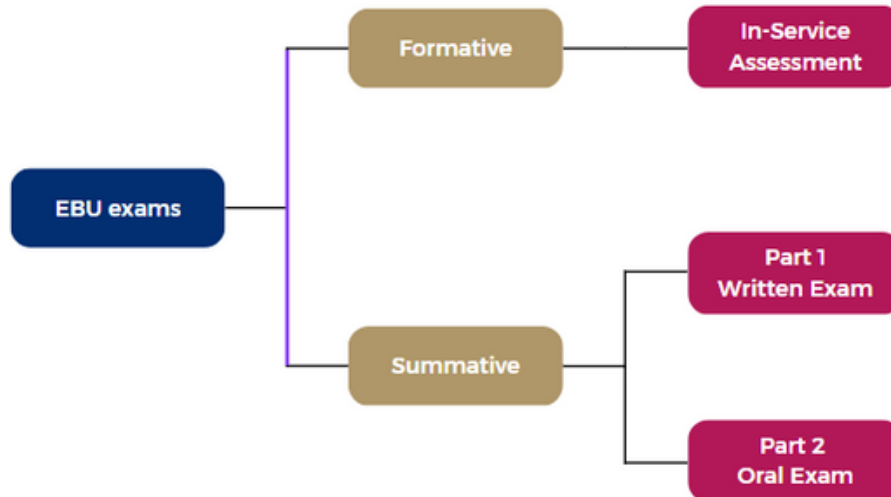 Formative
In-Service
Assessment
EBU exams
Part 1
Written Exam
Summative
Part 2
Oral Exam